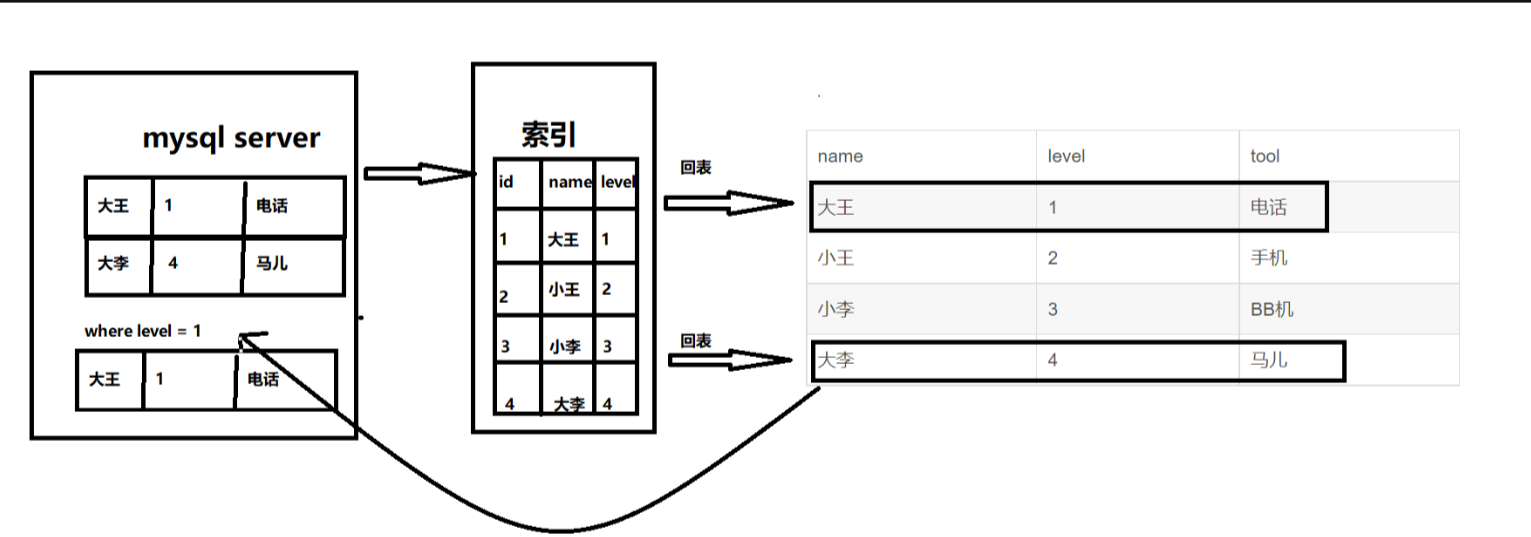 mysql server
大王 1 电话
大李 4 马儿
where level = 1
大王 1 电话
索引
id name level
1 大王 1
2 小王 2
3 小李 3
4 大李 4
回表
回表
name level tool
大王 1 电话
小王 2 手机
小李 3 BB机
大李 4 马儿